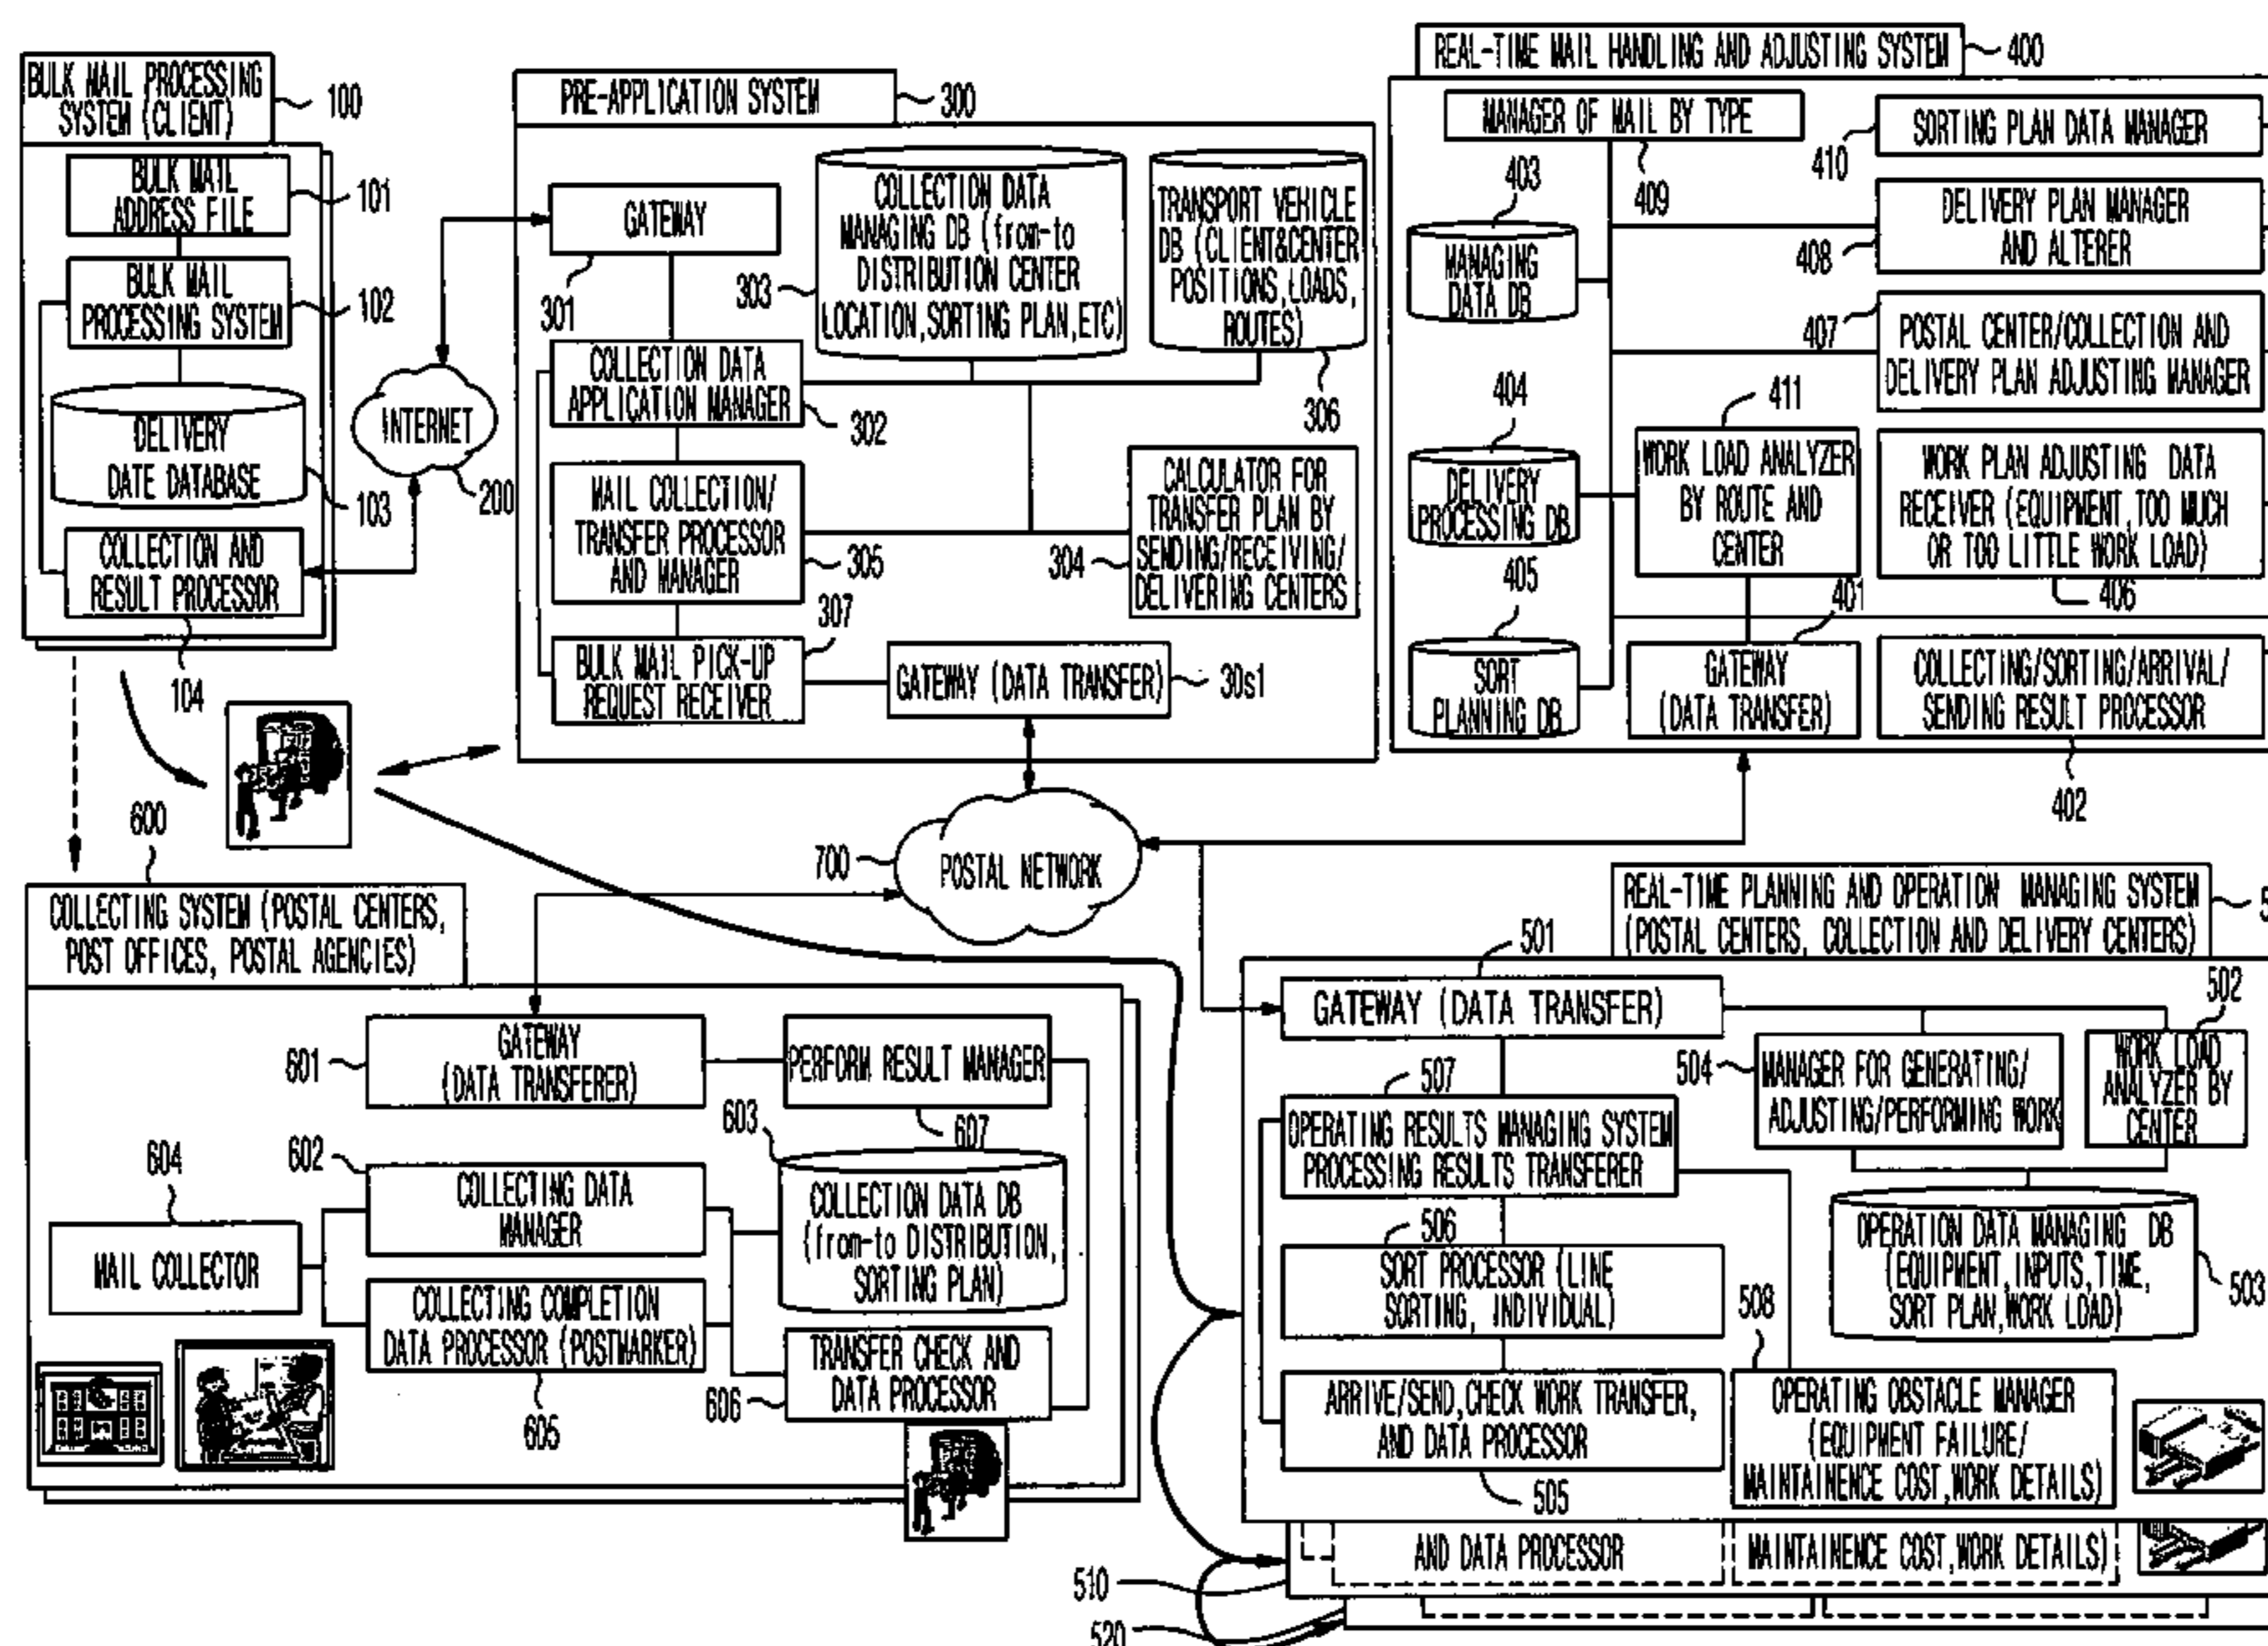 BULK MAIL PROCESSING
SYSTEM (CLIENT)
100
BULK MAIL
ADDRESS FILE
101
BULK MAIL
PROCESSING SYSTEM
102
DELIVERY
DATE DATABASE
103
COLLECTION AND
RESULT PROCESSOR
104
INTERNET
200
PRE-APPLICATION SYSTEM
300
GATEWAY
301
COLLECTION DATA
MANAGING DB (from-to
DISTRIBUTION CENTER
LOCATION,SORTING PLAN,ETC)
303
TRANSPORT VEHICLE
DB (CLIENT&CENTER
POSITIONS,LOADS,
ROUTES)
306
COLLECTION DATA
APPLICATION MANAGER
302
MAIL COLLECTION/
TRANSFER PROCESSOR
AND MANAGER
305
304
CALCULATOR FOR
TRANSFER PLAN BY
SENDING/RECEIVING/
DELIVERING CENTERS
307
BULK MAIL PICK-UP
REQUEST RECEIVER
GATEWAY (DATA TRANSFER)
30s1
REAL-TIME MAIL HANDLING AND ADJUSTING SYSTEM
400
MANAGER OF MAIL BY TYPE
409
410
SORTING PLAN DATA MANAGER
403
MANAGING
DATA DB
DELIVERY PLAN MANAGER
AND ALTERER
408
407
POSTAL CENTER/COLLECTION AND
DELIVERY PLAN ADJUSTING MANAGER
404
DELIVERY
PROCESSING DB
411
WORK LOAD ANALYZER
BY ROUTE AND
CENTER
WORK PLAN ADJUSTING DATA
RECEIVER (EQUIPMENT,TOO MUCH
OR TOO LITTLE WORK LOAD)
406
405
SORT
PLANNING DB
401
GATEWAY
(DATA TRANSFER)
COLLECTING/SORTING/ARRIVAL/
SENDING RESULT PROCESSOR
402
700
POSTAL NETWORK
600
COLLECTING SYSTEM (POSTAL CENTERS,
POST OFFICES, POSTAL AGENCIES)
601
GATEWAY
(DATA TRANSFERER)
PERFORM RESULT MANAGER
607
604
MAIL COLLECTOR
602
COLLECTING DATA
MANAGER
603
COLLECTION DATA DB
(from-to DISTRIBUTION,
SORTING PLAN)
COLLECTING COMPLETION
DATA PROCESSOR (POSTMARKER)
605
606
TRANSFER CHECK AND
DATA PROCESSOR
REAL-TIME PLANNING AND OPERATION MANAGING SYSTEM
(POSTAL CENTERS, COLLECTION AND DELIVERY CENTERS)
501
GATEWAY (DATA TRANSFER)
502
WORK LOAD
ANALYZER BY
CENTER
504
MANAGER FOR GENERATING/
ADJUSTING/PERFORMING WORK
507
OPERATING RESULTS MANAGING SYSTEM
PROCESSING RESULTS TRANSFERER
506
SORT PROCESSOR (LINE
SORTING, INDIVIDUAL)
OPERATION DATA MANAGING DB
(EQUIPMENT,INPUTS,TIME,
SORT PLAN,WORK LOAD)
503
508
ARRIVE/SEND,CHECK WORK TRANSFER,
AND DATA PROCESSOR
505
OPERATING OBSTACLE MANAGER
(EQUIPMENT FAILURE/
MAINTAINENCE COST,WORK DETAILS)
AND DATA PROCESSOR
MAINTAINENCE COST,WORK DETAILS)
510
520